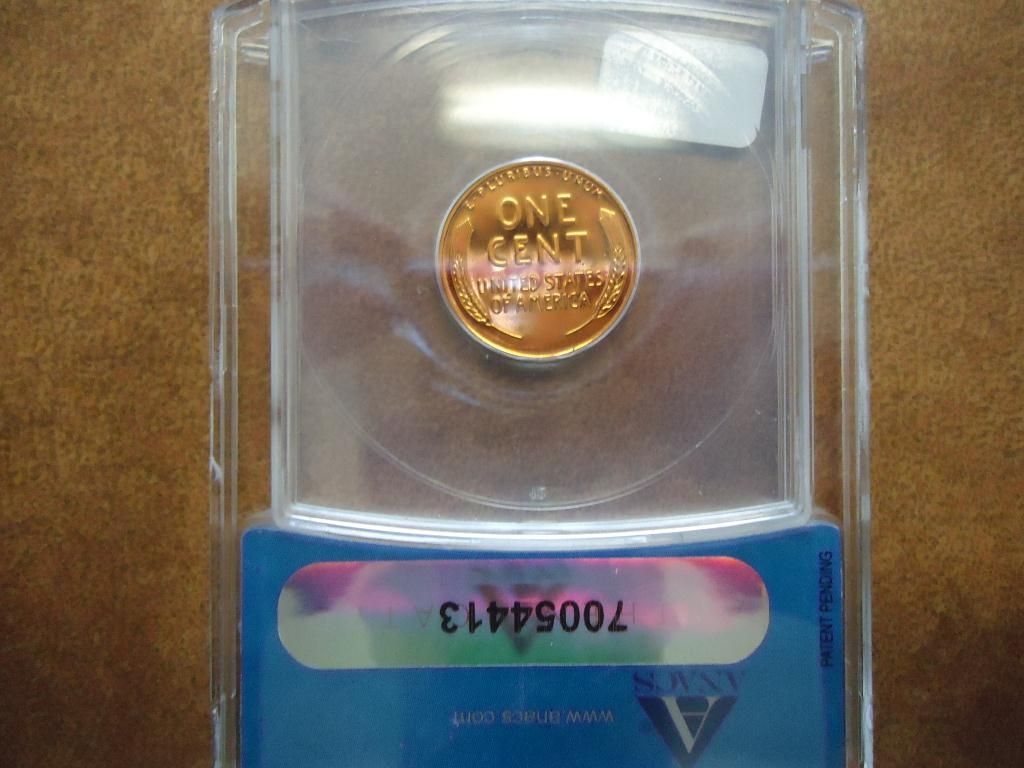 E·PLURIBUS·UNUM
ONE
CENT
UNITED STATES
OF AMERICA
70054413
PATENT PENDING
ANACS
www.anacs.com